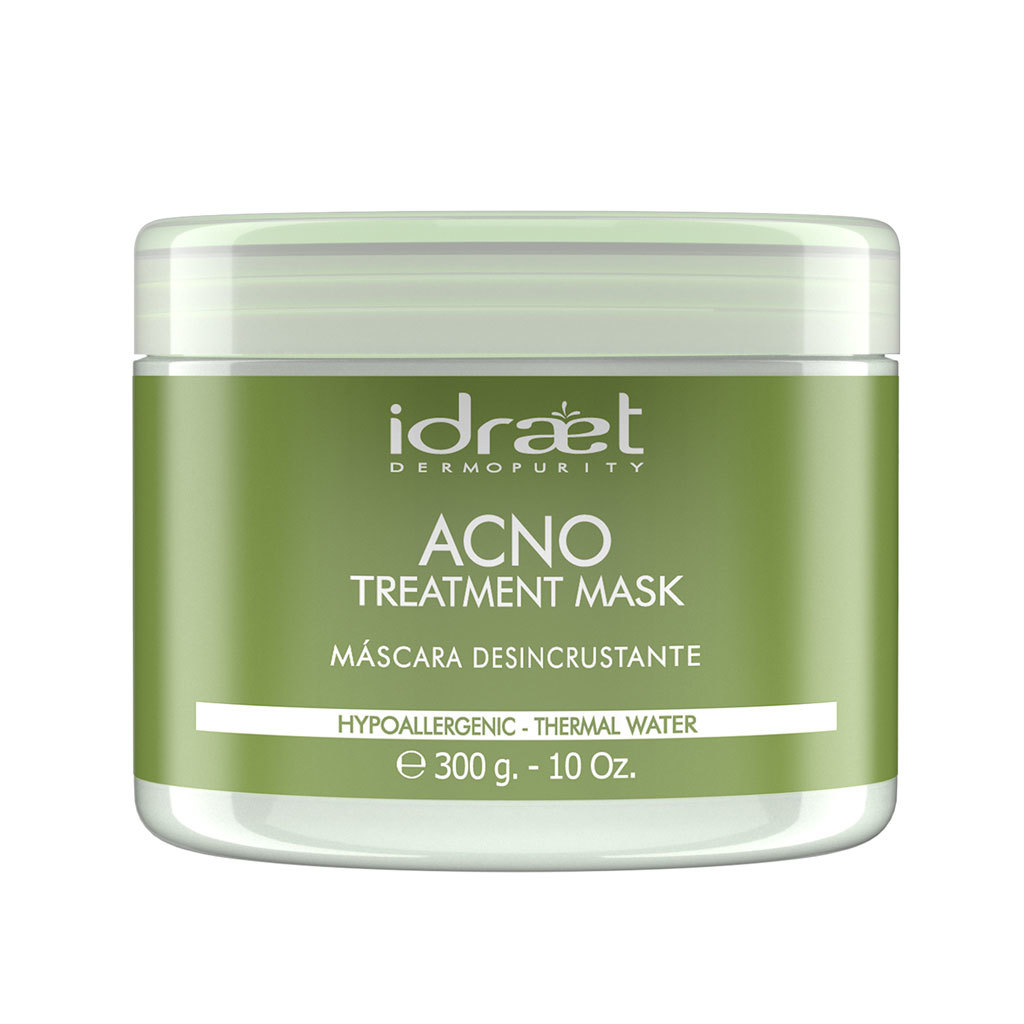 idraet
DERMOPURITY
ACNO
TREATMENT MASK
MÁSCARA DESINCRUSTANTE
HYPOALLERGENIC - THERMAL WATER
℮ 300 g. - 10 Oz.